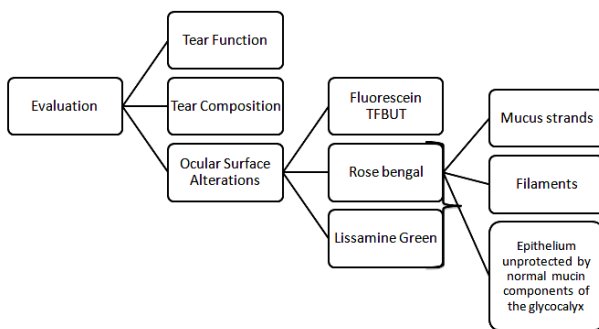 Evaluation
Tear Function
Tear Composition
Ocular Surface
Alterations
Fluorescein
TFBUT
Rose bengal
Lissamine Green
Mucus strands
Filaments
Epithelium
unprotected by
normal mucin
components of
the glycocalyx